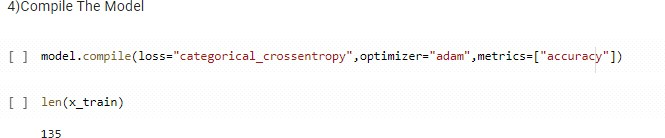 4)Compile The Model
[ ] model.compile(loss="categorical_crossentropy",optimizer="adam",metrics=["accuracy"])
[ ] len(x_train)
135